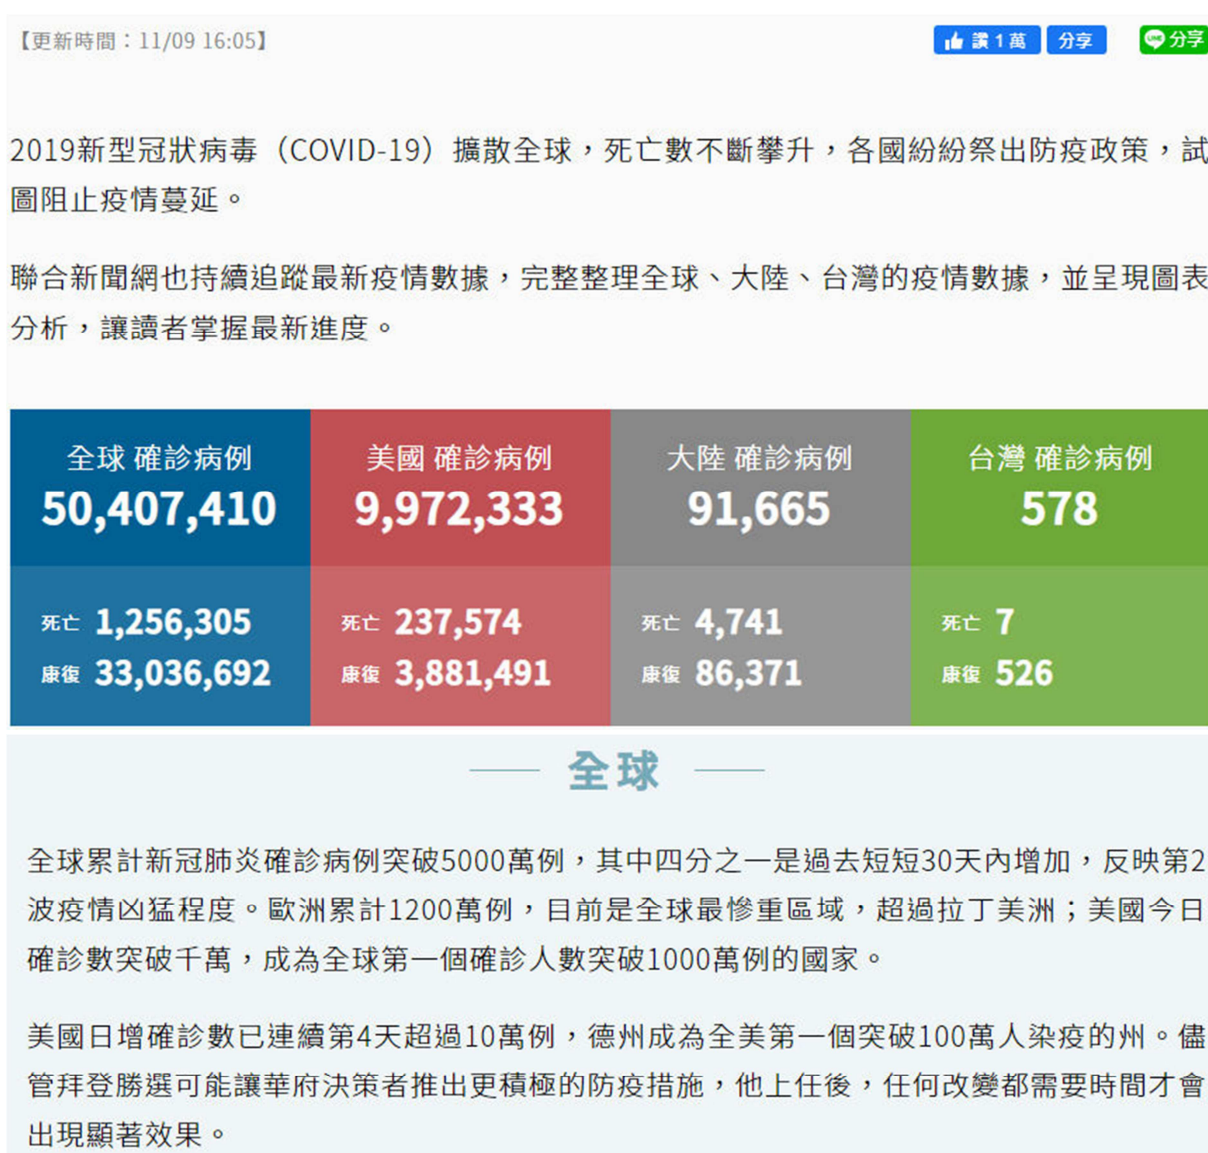 【更新時間：11/09 16:05】
讚 1 萬 分享 分享
2019新型冠狀病毒（COVID-19）擴散全球，死亡數不斷攀升，各國紛紛祭出防疫政策，試
圖阻止疫情蔓延。
聯合新聞網也持續追蹤最新疫情數據，完整整理全球、大陸、台灣的疫情數據，並呈現圖表
分析，讓讀者掌握最新進度。
全球 確診病例
50,407,410
死亡 1,256,305
康復 33,036,692
美國 確診病例
9,972,333
死亡 237,574
康復 3,881,491
大陸 確診病例
91,665
死亡 4,741
康復 86,371
台灣 確診病例
578
死亡 7
康復 526
全球
全球累計新冠肺炎確診病例突破5000萬例，其中四分之一是過去短短30天內增加，反映第2
波疫情凶猛程度。歐洲累計1200萬例，目前是全球最慘重區域，超過拉丁美洲；美國今日
確診數突破千萬，成為全球第一個確診人數突破1000萬例的國家。
美國日增確診數已連續第4天超過10萬例，德州成為全美第一個突破100萬人染疫的州。儘
管拜登勝選可能讓華府決策者推出更積極的防疫措施，他上任後，任何改變都需要時間才會
出現顯著效果。